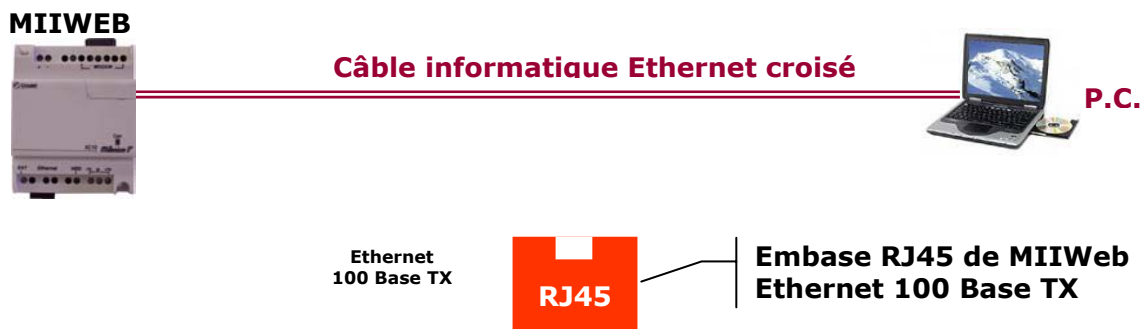 MIIWEB
Câble informatique Ethernet croisé
P.C.
Ethernet
100 Base TX
RJ45
Embase RJ45 de MIIWeb
Ethernet 100 Base TX